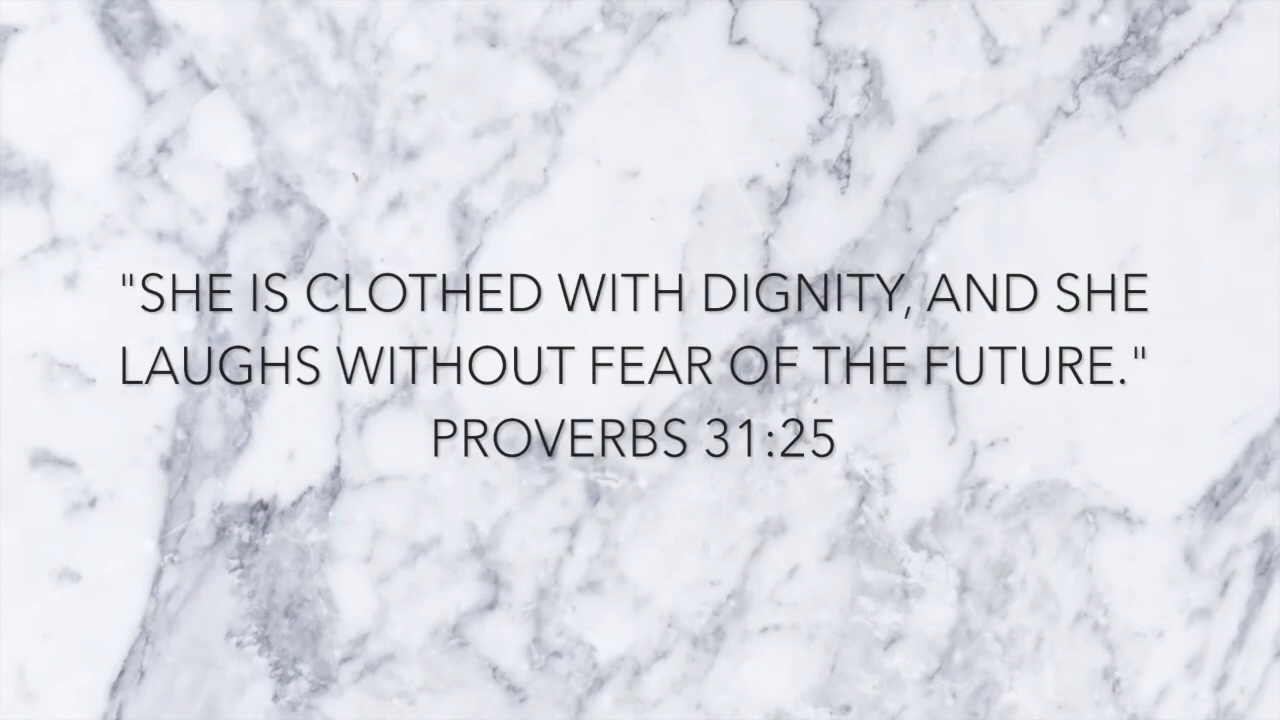 "SHE IS CLOTHED WITH DIGNITY, AND SHE
LAUGHS WITHOUT FEAR OF THE FUTURE."
PROVERBS 31:25